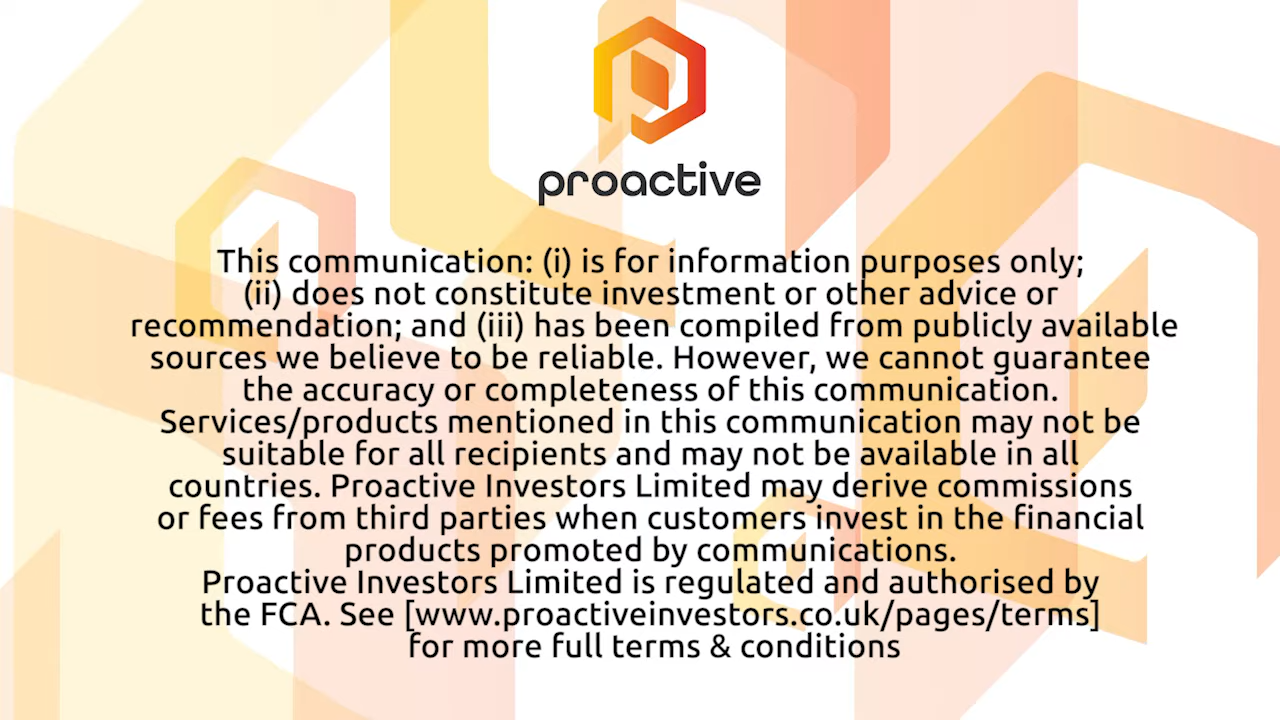 proactive
This communication: (i) is for information purposes only;
(ii) does not constitute investment or other advice or
recommendation; and (iii) has been compiled from publicly available
sources we believe to be reliable. However, we cannot guarantee
the accuracy or completeness of this communication.
Services/products mentioned in this communication may not be
suitable for all recipients and may not be available in all
countries. Proactive Investors Limited may derive commissions
or fees from third parties when customers invest in the financial
products promoted by communications.
Proactive Investors Limited is regulated and authorised by
the FCA. See [www.proactiveinvestors.co.uk/pages/terms]
for more full terms & conditions